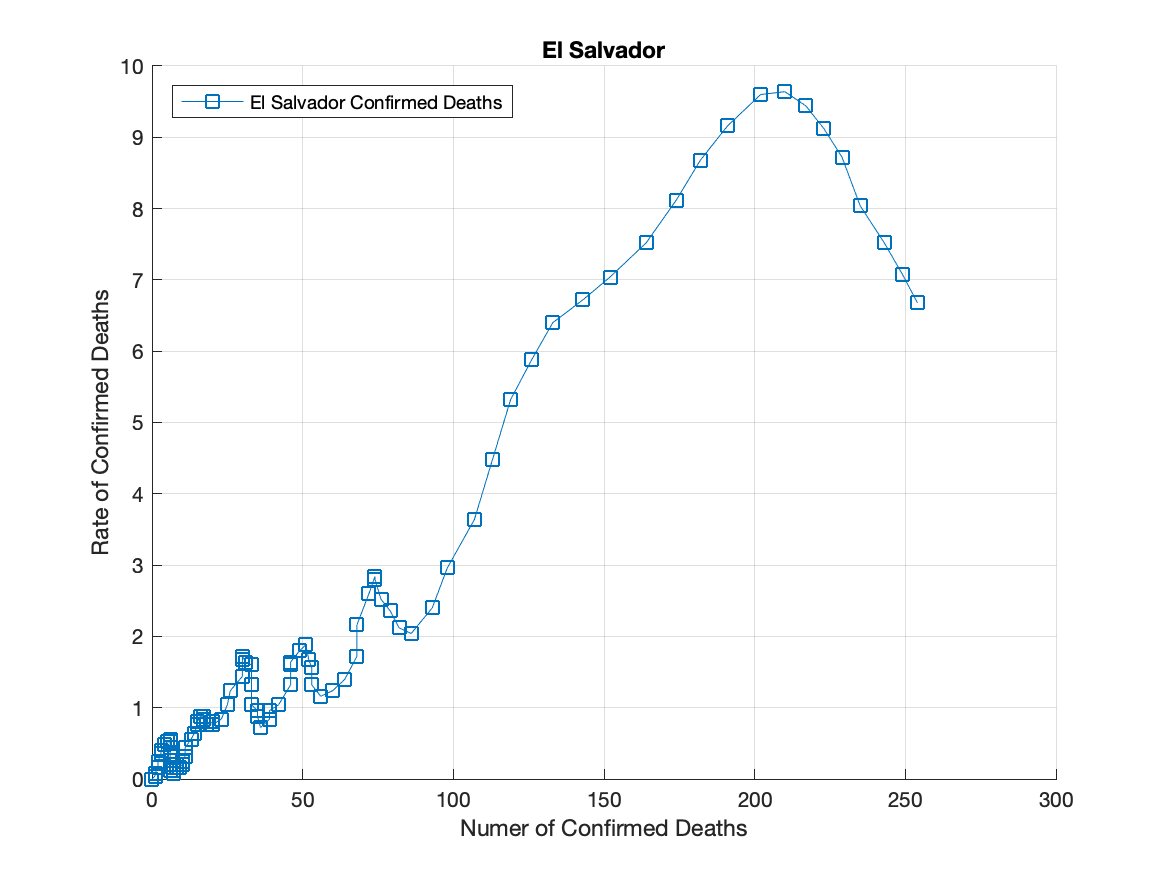 El Salvador
El Salvador Confirmed Deaths
10
9
8
7
6
5
4
3
2
1
0
Rate of Confirmed Deaths
0 50 100 150 200 250 300
Numer of Confirmed Deaths